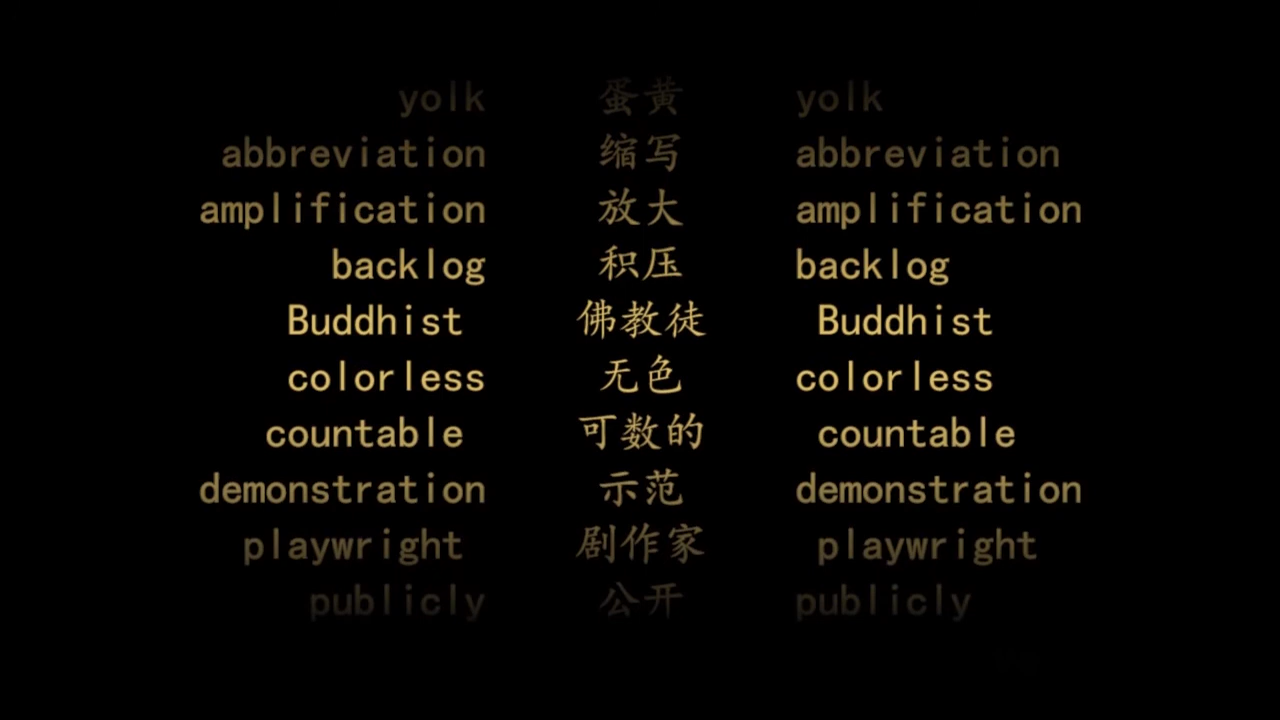 yolk 蛋黄 yolk
abbreviation 缩写 abbreviation
amplification 放大 amplification
backlog 积压 backlog
Buddhist 佛教徒 Buddhist
colorless 无色 colorless
countable 可数的 countable
demonstration 示范 demonstration
playwright 剧作家 playwright
publicly 公开 publicly